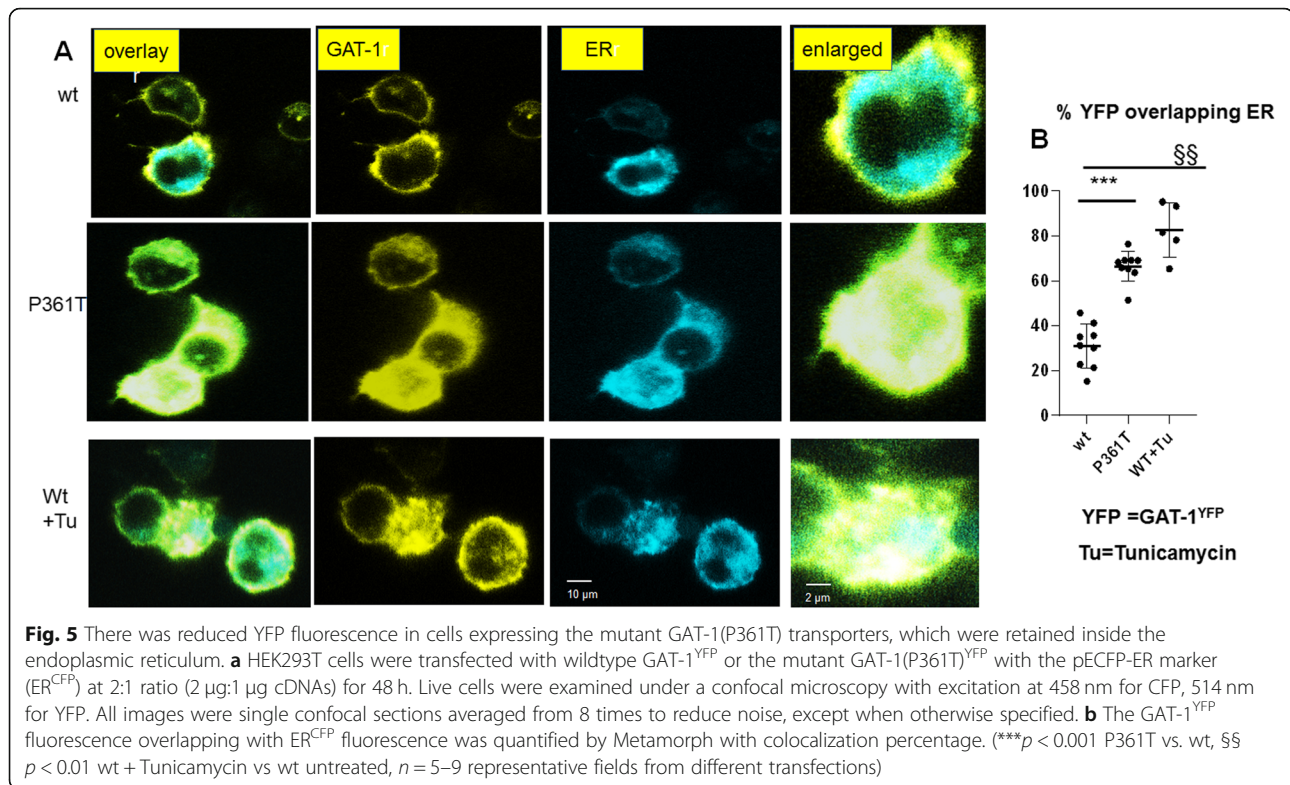 A
overlay
r
GAT-1r
ERr
enlarged
wt
P361T
Wt
+Tu
10 µm
2 µm
% YFP overlapping ER
B
§§
***
100
80
60
40
20
0
wt
P361T
WT+Tu
YFP =GAT-1YFP
Tu=Tunicamycin
Fig. 5 There was reduced YFP fluorescence in cells expressing the mutant GAT-1(P361T) transporters, which were retained inside the
endoplasmic reticulum. a HEK293T cells were transfected with wildtype GAT-1YFP or the mutant GAT-1(P361T)YFP with the pECFP-ER marker
(ERCFP) at 2:1 ratio (2 µg:1 µg cDNAs) for 48 h. Live cells were examined under a confocal microscopy with excitation at 458 nm for CFP, 514 nm
for YFP. All images were single confocal sections averaged from 8 times to reduce noise, except when otherwise specified. b The GAT-1YFP
fluorescence overlapping with ERCFP fluorescence was quantified by Metamorph with colocalization percentage. (***p < 0.001 P361T vs. wt, §§
p < 0.01 wt + Tunicamycin vs wt untreated, n = 5–9 representative fields from different transfections)